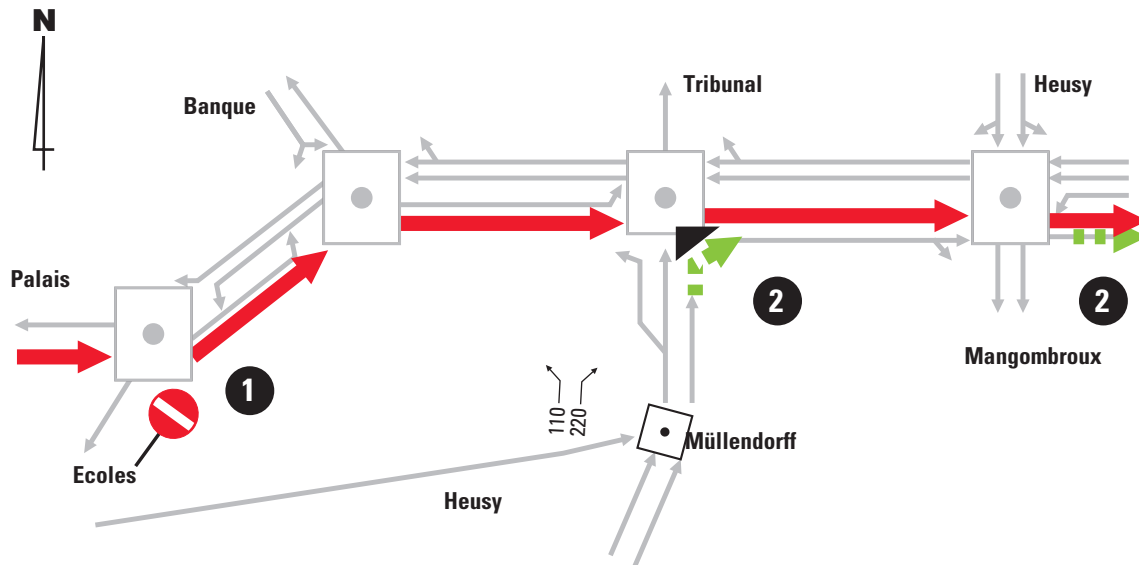 N
Banque
Tribunal
Heusy
Palais
2
2
Mangombroux
1
110
220
Müllendorff
Ecoles
Heusy